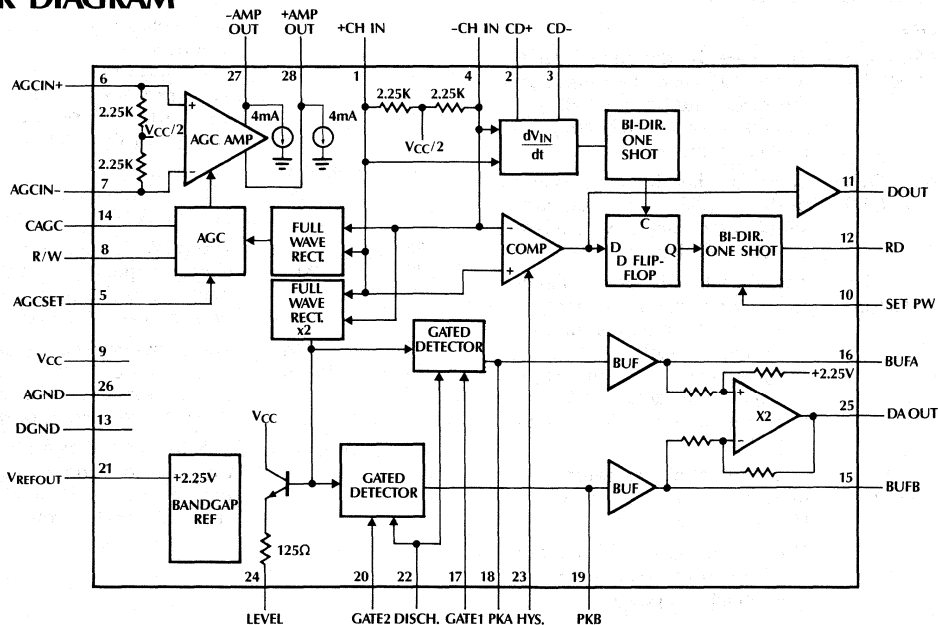 R DIAGRAM
–AMP OUT
+AMP OUT
+CH IN
–CH IN
CD+
CD–
27
28
1
4
2
3
AGCIN+
6
2.25K
VCC/2
2.25K
7
AGCIN–
+
AGC AMP
–
4mA
4mA
2.25K
2.25K
VCC/2
dVIN
dt
BI-DIR.
ONE
SHOT
11
DOUT
CAGC
14
R/W
8
AGC
FULL
WAVE
RECT.
–
COMP
+
C
D
Q
D FLIP-
FLOP
BI-DIR.
ONE SHOT
12
RD
10
SET PW
AGCSET
5
FULL
WAVE
RECT.
x2
GATED
DETECTOR
BUF
16
BUFA
+2.25V
VCC
9
AGND
26
DGND
13
+
X2
–
25
DA OUT
VREFOUT
21
+2.25V
BANDGAP
REF
VCC
125Ω
GATED
DETECTOR
BUF
15
BUFB
24
20
22
17
18
23
19
LEVEL
GATE2
DISCH.
GATE1
PKA
HYS,
PKB